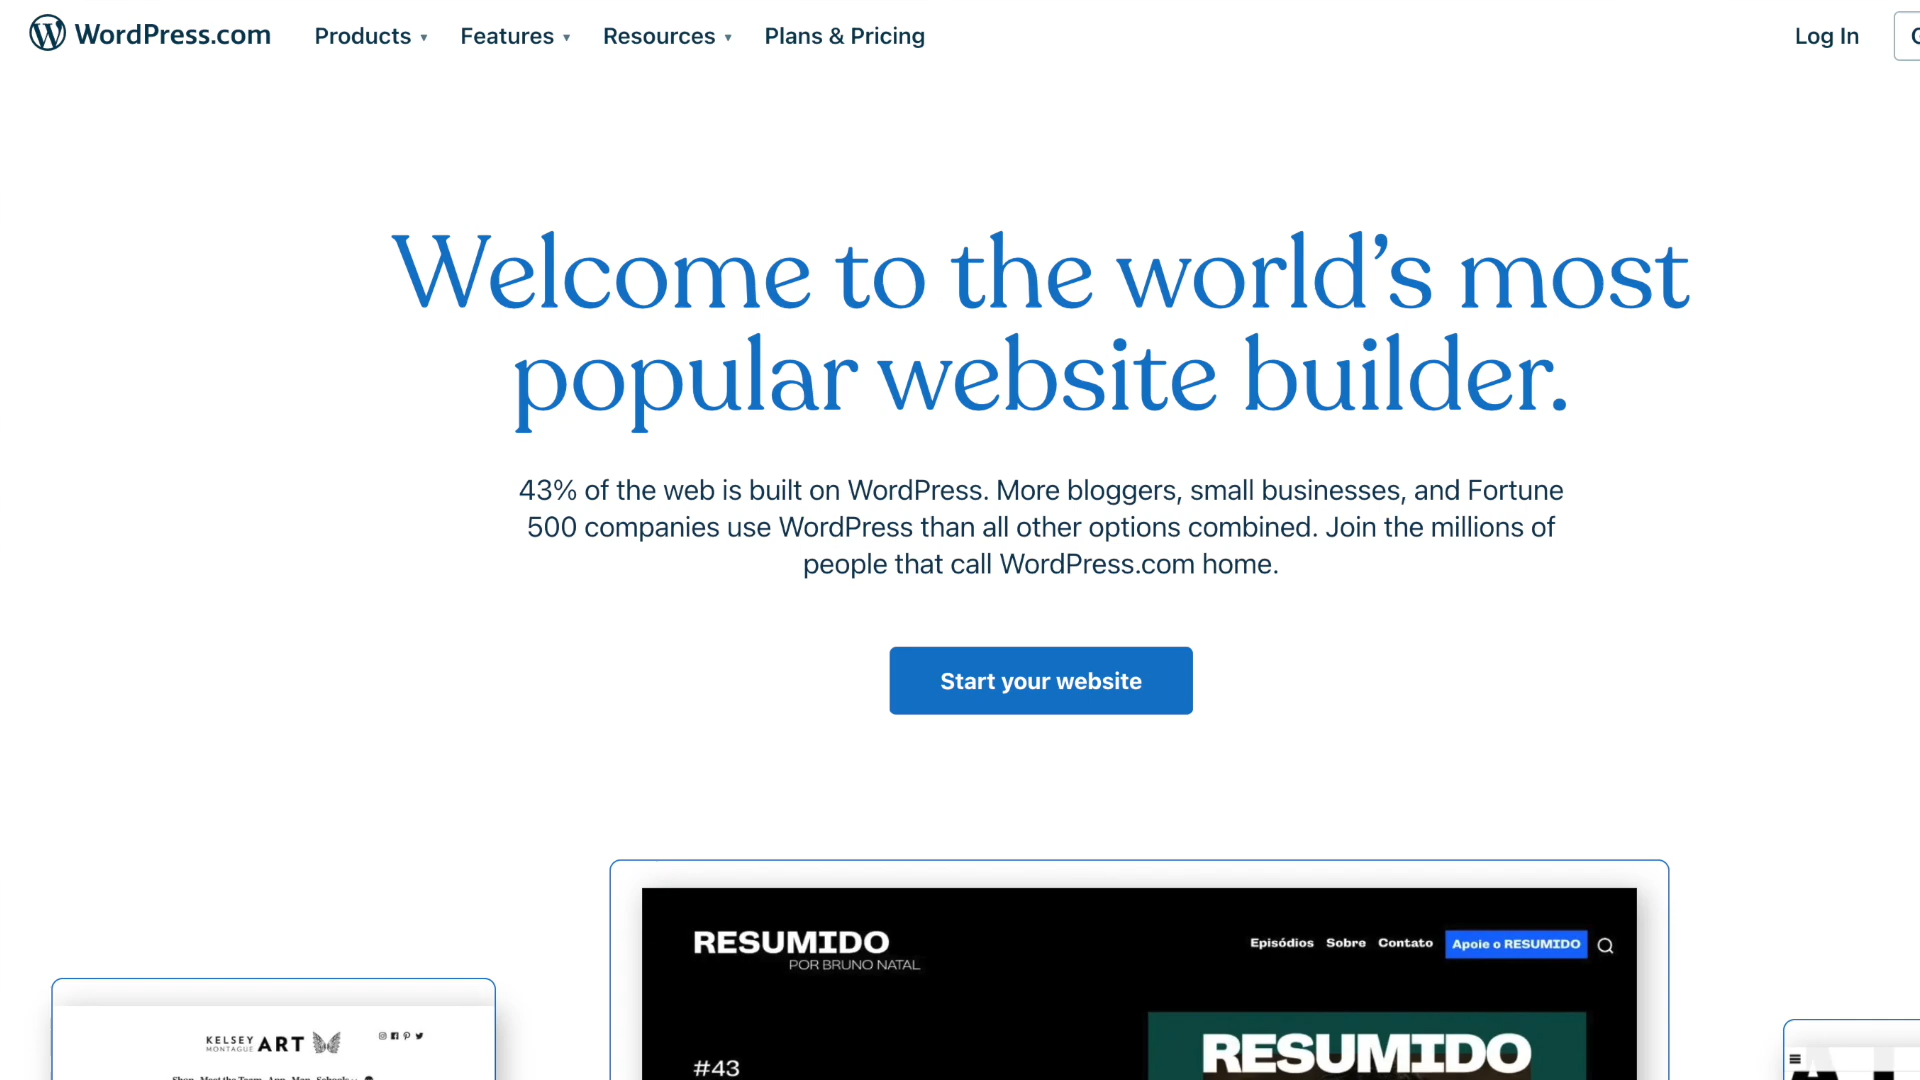 WordPress.com Products Features Resources Plans & Pricing Log In
Welcome to the world’s most
popular website builder.
43% of the web is built on WordPress. More bloggers, small businesses, and Fortune
500 companies use WordPress than all other options combined. Join the millions of
people that call WordPress.com home.
Start your website
RESUMIDO
POR BRUNO NATAL
Episódios Sobre Contato Apoie o RESUMIDO
KELSEY
MONTAGUE ART
#43
RESUMIDO